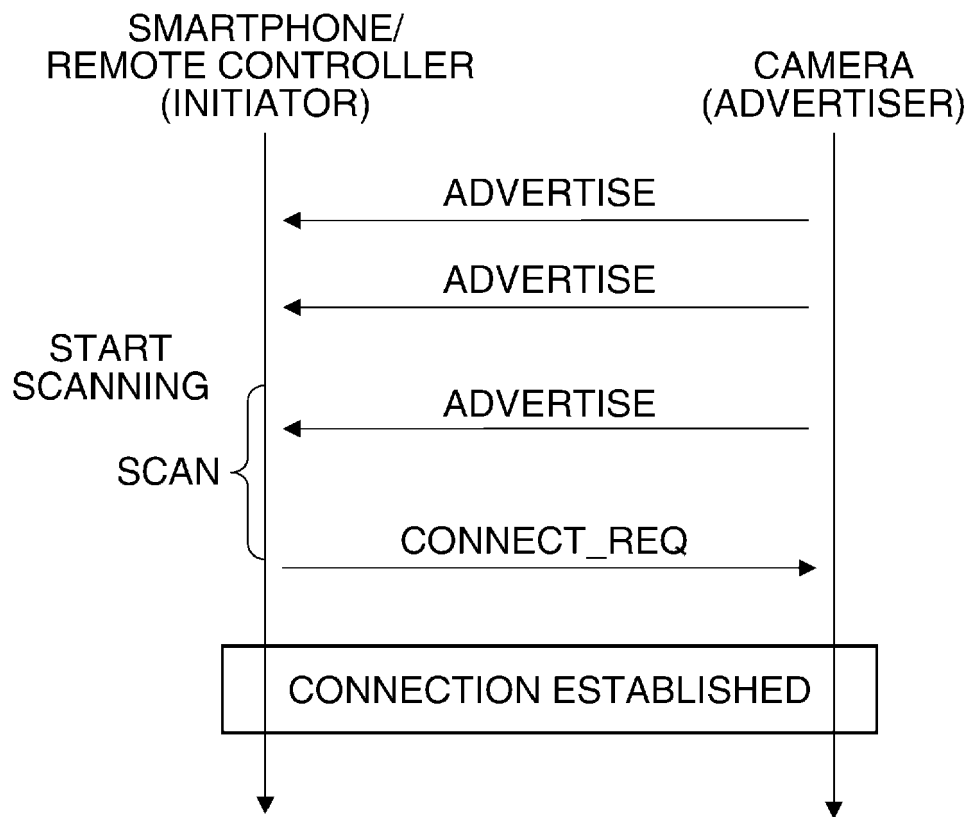 SMARTPHONE/
REMOTE CONTROLLER
(INITIATOR)
CAMERA
(ADVERTISER)
ADVERTISE
ADVERTISE
START
SCANNING
ADVERTISE
SCAN
CONNECT_REQ
CONNECTION ESTABLISHED